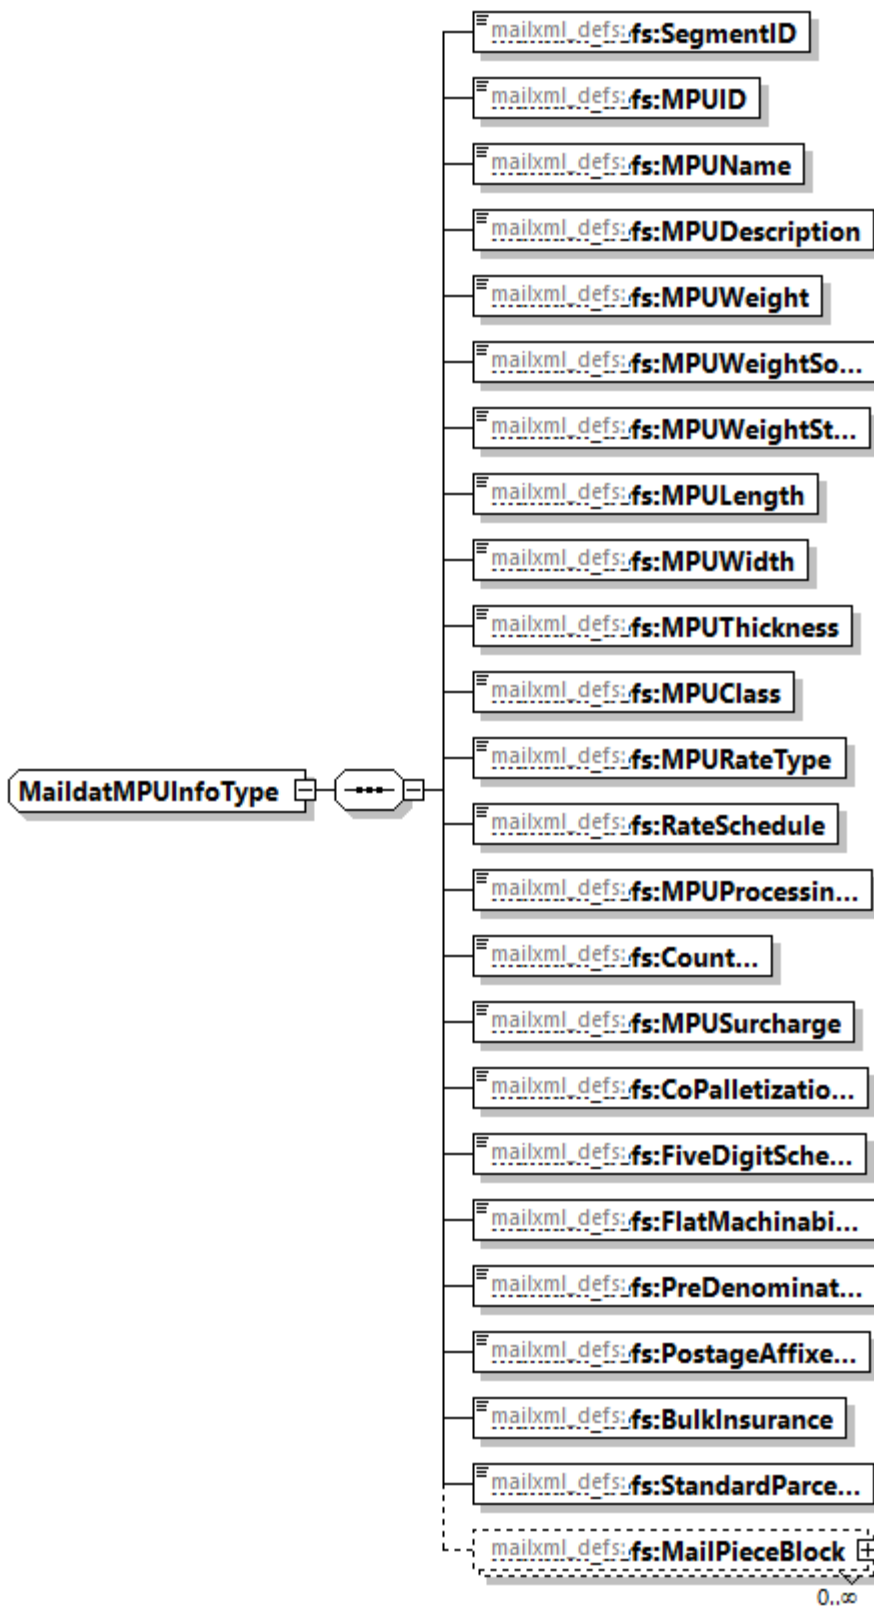 mailxml_defs:fs:SegmentID
mailxml_defs:fs:MPUID
mailxml_defs:fs:MPUName
mailxml_defs:fs:MPUDescription
mailxml_defs:fs:MPUWeight
mailxml_defs:fs:MPUWeightSo...
mailxml_defs:fs:MPUWeightSt...
mailxml_defs:fs:MPULength
mailxml_defs:fs:MPUWidth
mailxml_defs:fs:MPUThickness
mailxml_defs:fs:MPUClass
mailxml_defs:fs:MPURateType
MaildatMPUInfoType
mailxml_defs:fs:RateSchedule
mailxml_defs:fs:MPUProcessin...
mailxml_defs:fs:Count...
mailxml_defs:fs:MPUSurcharge
mailxml_defs:fs:CoPalletizatio...
mailxml_defs:fs:FiveDigitSche...
mailxml_defs:fs:FlatMachinabi...
mailxml_defs:fs:PreDenominat...
mailxml_defs:fs:PostageAffixe...
mailxml_defs:fs:BulkInsurance
mailxml_defs:fs:StandardParce...
mailxml_defs:fs:MailPieceBlock
0..∞